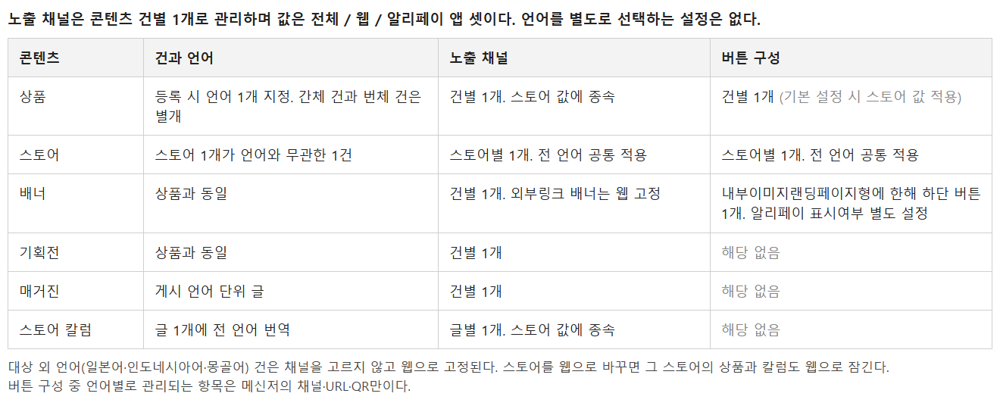 노출 채널은 콘텐츠 건별 1개로 관리하며 값은 전체 / 웹 / 알리페이 앱 셋이다. 언어를 별도로 선택하는 설정은 없다.
콘텐츠 건과 언어 노출 채널 버튼 구성
상품 등록 시 언어 1개 지정. 간체 건과 번체 건은 별개 건별 1개. 스토어 값에 종속 건별 1개 (기본 설정 시 스토어 값 적용)
스토어 스토어 1개가 언어와 무관한 1건 스토어별 1개. 전 언어 공통 적용 스토어별 1개. 전 언어 공통 적용
배너 상품과 동일 건별 1개. 외부링크 배너는 웹 고정 내부이미지랜딩페이지형에 한해 하단 버튼 1개. 알리페이 표시여부 별도 설정
기획전 상품과 동일 건별 1개 해당 없음
매거진 게시 언어 단위 글 건별 1개 해당 없음
스토어 칼럼 글 1개에 전 언어 번역 글별 1개. 스토어 값에 종속 해당 없음
대상 외 언어(일본어·인도네시아어·몽골어) 건은 채널을 고르지 않고 웹으로 고정된다. 스토어를 웹으로 바꾸면 그 스토어의 상품과 칼럼도 웹으로 잠긴다.
버튼 구성 중 언어별로 관리되는 항목은 메신저의 채널·URL·QR만이다.